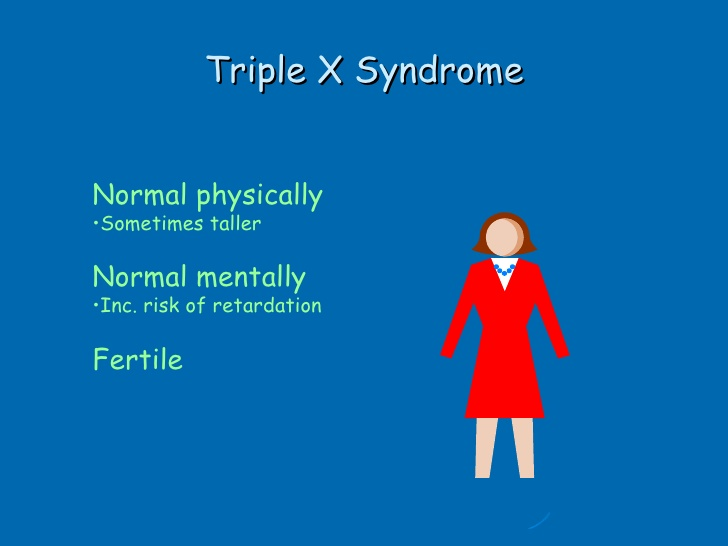 Triple X Syndrome
Normal physically
•Sometimes taller
Normal mentally
•Inc. risk of retardation
Fertile